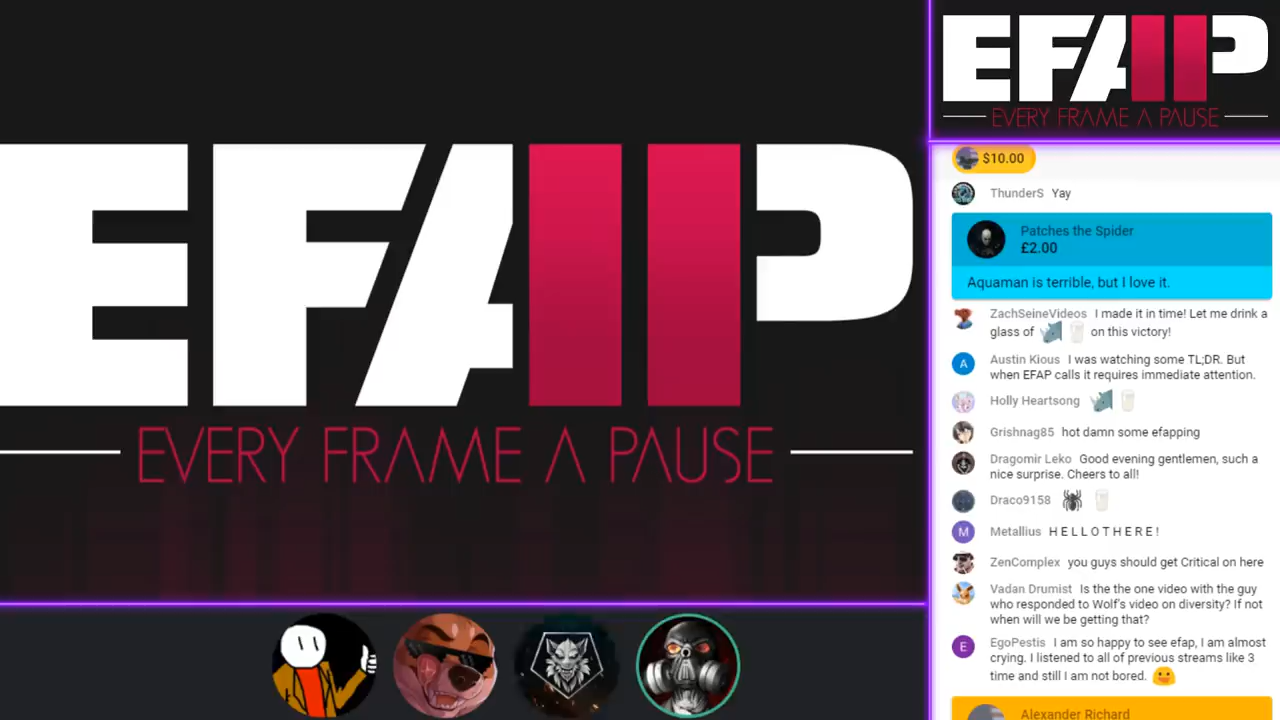 EFAP
EVERY FRAME A PAUSE
EFAP
EVERY FRAME A PAUSE
$10.00
ThunderS Yay
Patches the Spider
£2.00
Aquaman is terrible, but I love it.
ZachSeineVideos I made it in time! Let me drink a
glass of on this victory!
Austin Kious I was watching some TL;DR. But
when EFAP calls it requires immediate attention.
Holly Heartsong
Grishnag85 hot damn some efapping
Dragomir Leko Good evening gentlemen, such a
nice surprise. Cheers to all!
Draco9158
M
Metallius H E L L O T H E R E !
ZenComplex you guys should get Critical on here
Vadan Drumist Is the the one video with the guy
who responded to Wolf's video on diversity? If not
when will we be getting that?
E
EgoPestis I am so happy to see efap, I am almost
crying. I listened to all of previous streams like 3
time and still I am not bored.
Alexander Richard